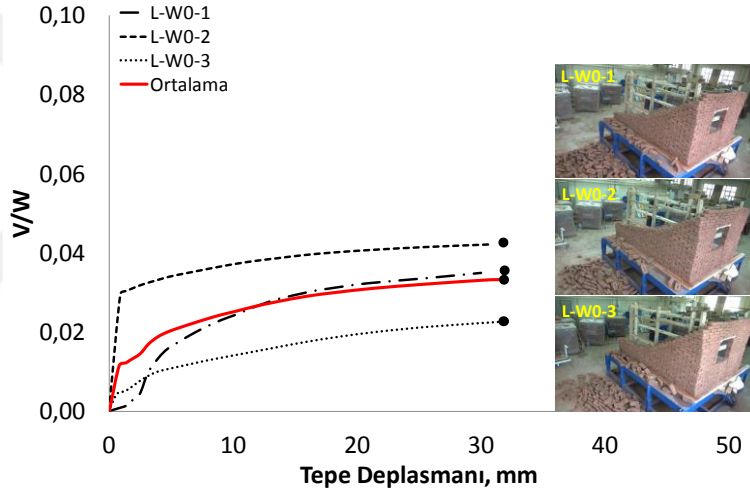 L-W0-1
L-W0-2
L-W0-3
Ortalama
0,10
0,08
0,06
0,04
0,02
0,00
V/W
0
10
20
30
40
50
Tepe Deplasmanı, mm
L-W0-1
L-W0-2
L-W0-3